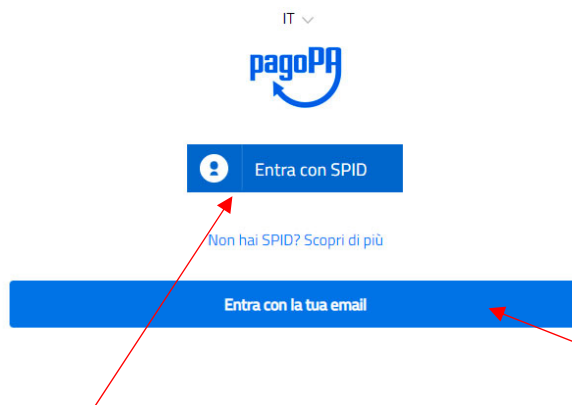 IT
pagoPA
Entra con SPID
Non hai SPID? Scopri di più
Entra con la tua email